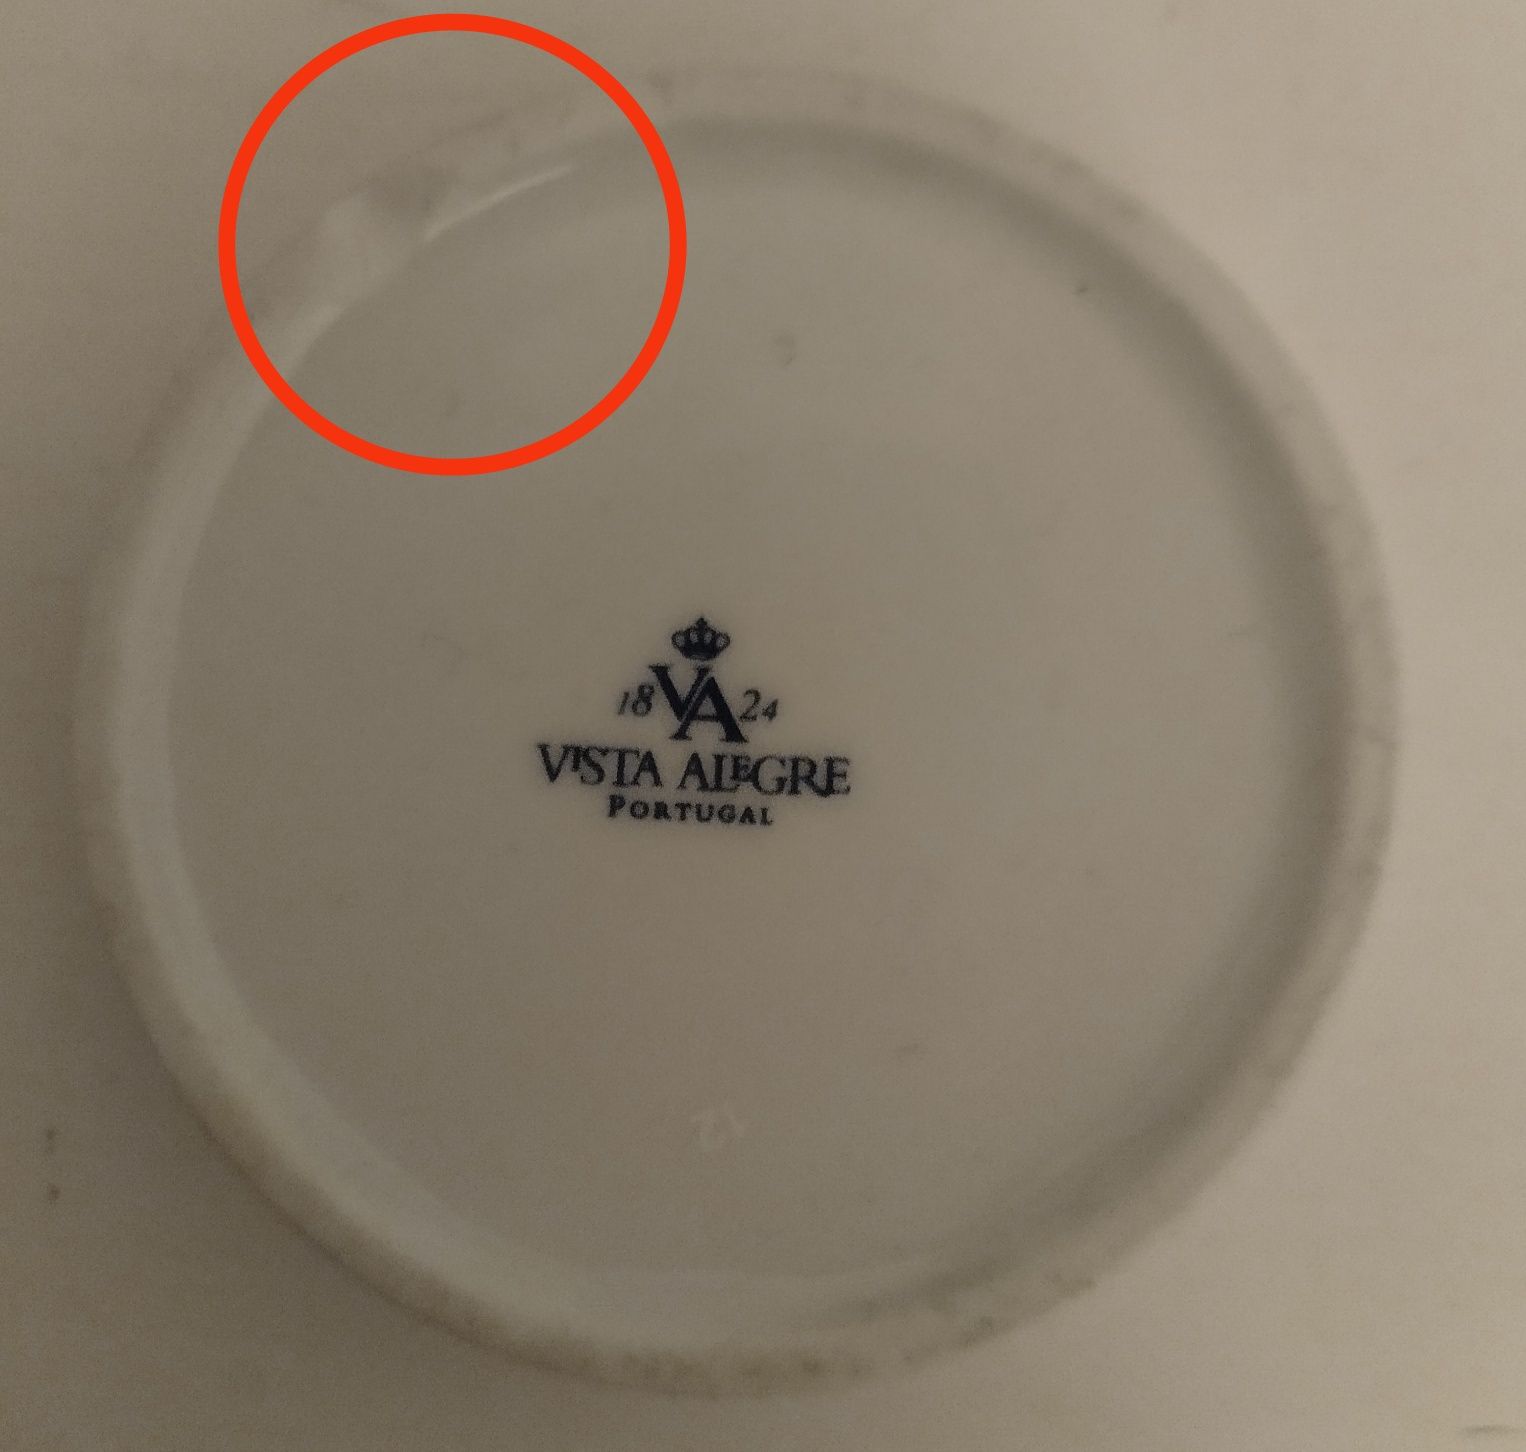 18 VA 24
VISTA ALEGRE
PORTUGAL